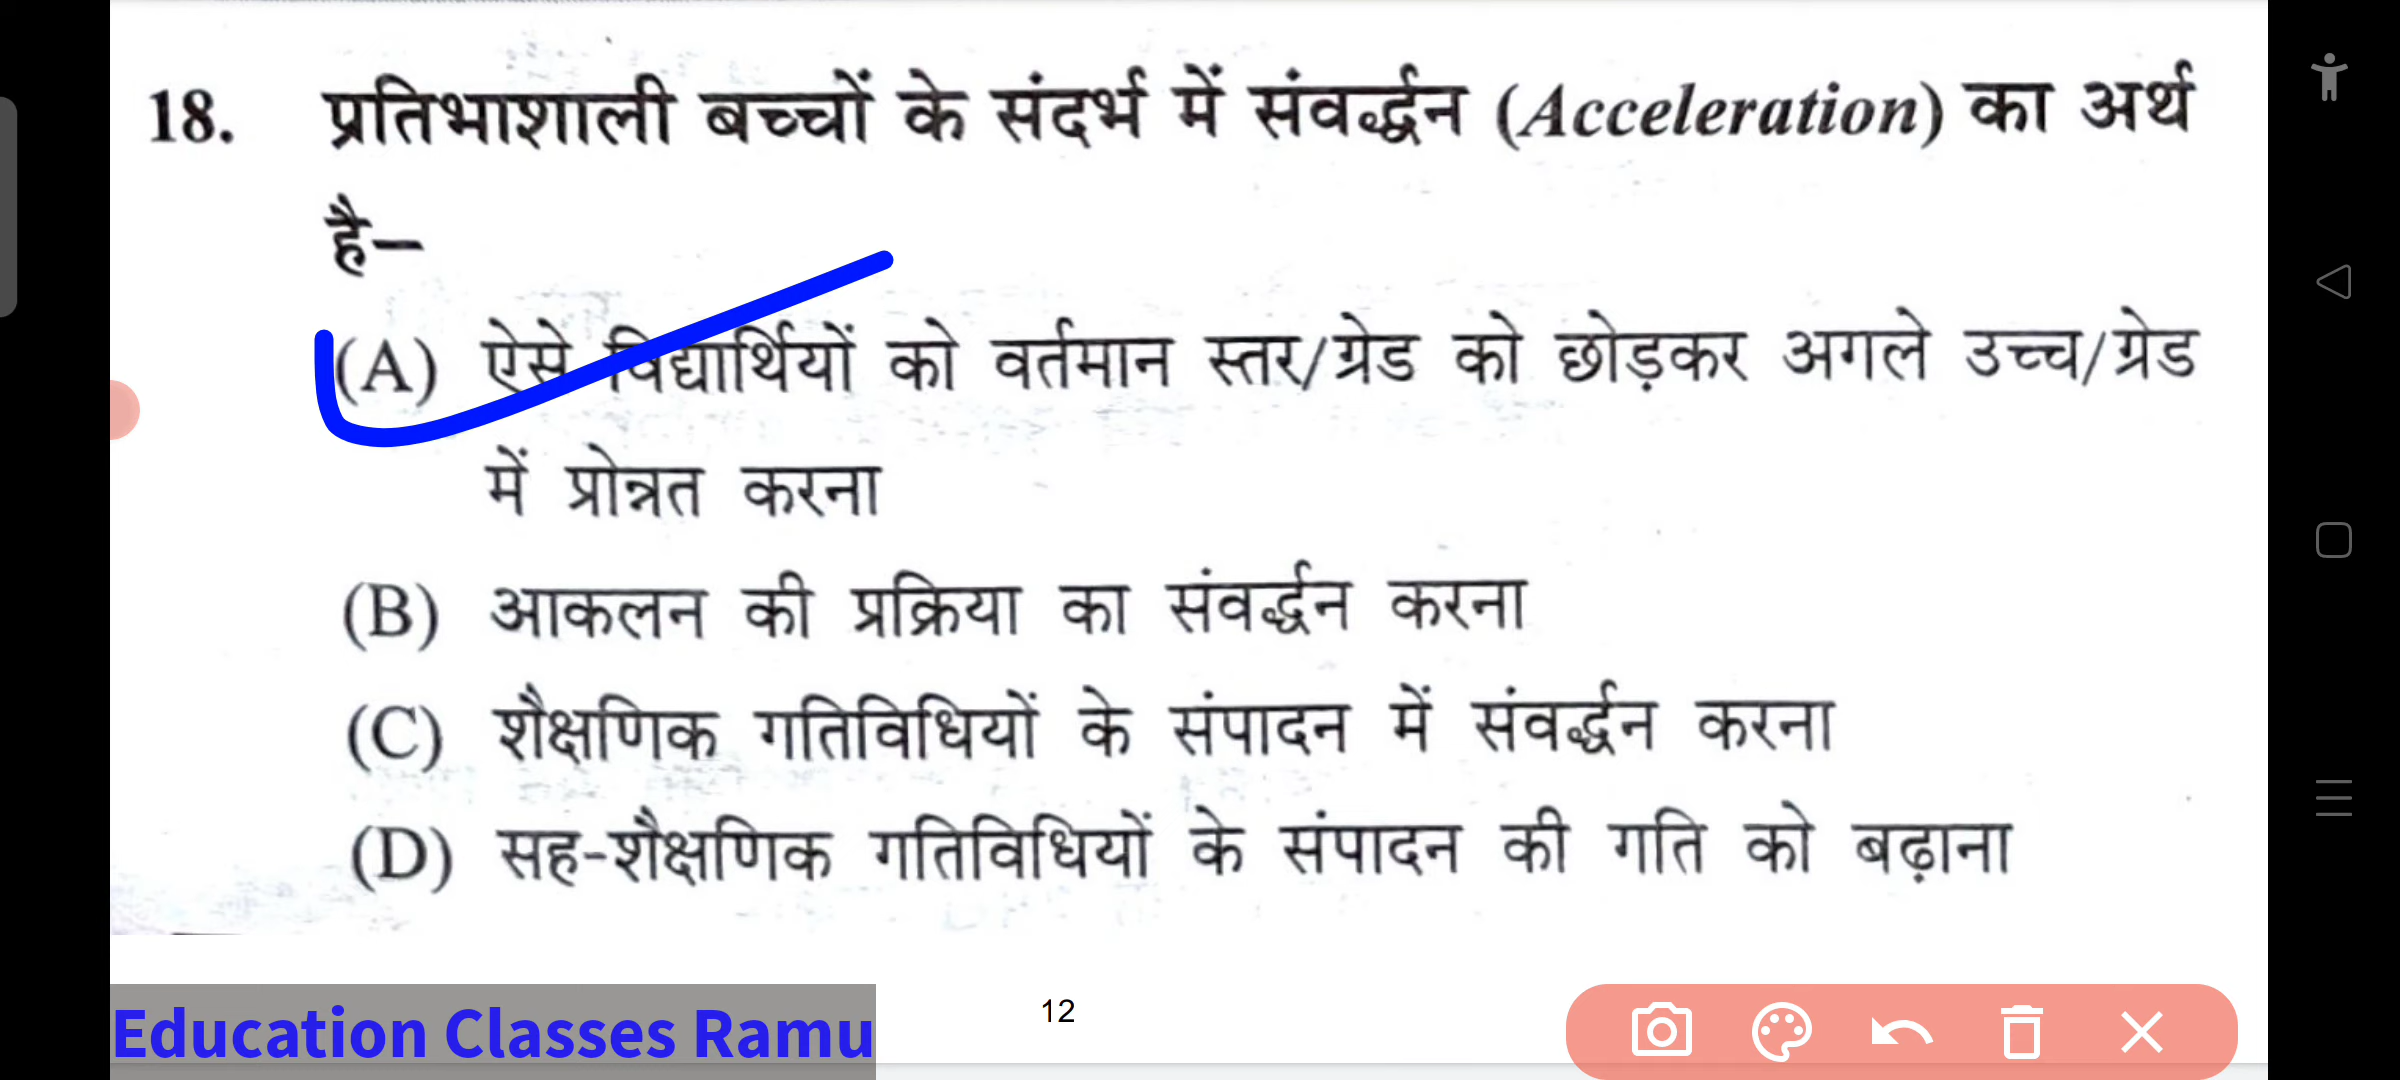 18. प्रतिभाशाली बच्चों के संदर्भ में संवर्द्धन (Acceleration) का अर्थ
है–
(A) ऐसे विद्यार्थियों को वर्तमान स्तर/ग्रेड को छोड़कर अगले उच्च/ग्रेड
में प्रोन्नत करना
(B) आकलन की प्रक्रिया का संवर्द्धन करना
(C) शैक्षणिक गतिविधियों के संपादन में संवर्द्धन करना
(D) सह-शैक्षणिक गतिविधियों के संपादन की गति को बढ़ाना
Education Classes Ramu
12